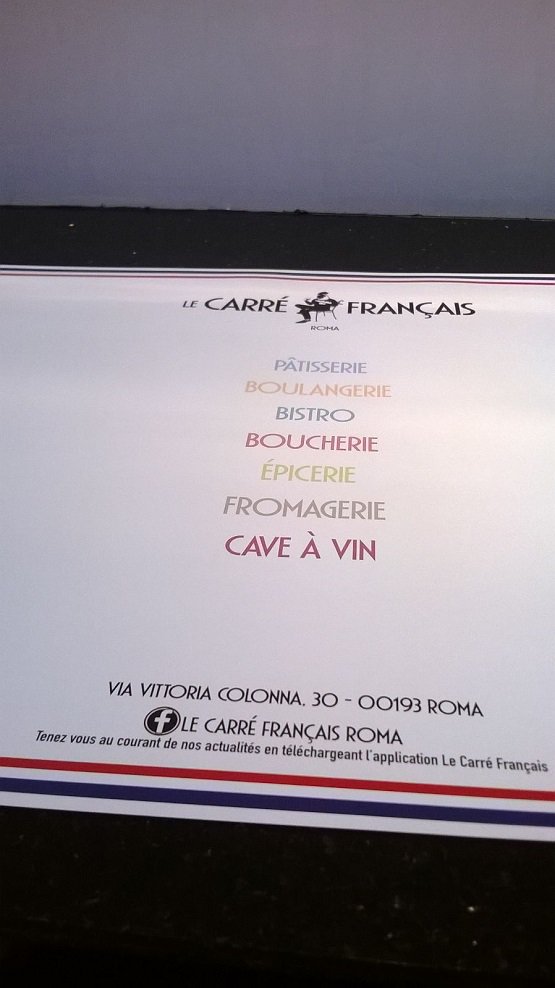 LE CARRÉ FRANÇAIS
ROMA
PÂTISSERIE
BOULANGERIE
BISTRO
BOUCHERIE
ÉPICERIE
FROMAGERIE
CAVE À VIN
VIA VITTORIA COLONNA, 30 - 00193 ROMA
f LE CARRÉ FRANÇAIS ROMA
Tenez vous au courant de nos actualités en téléchargeant l'application Le Carré Français